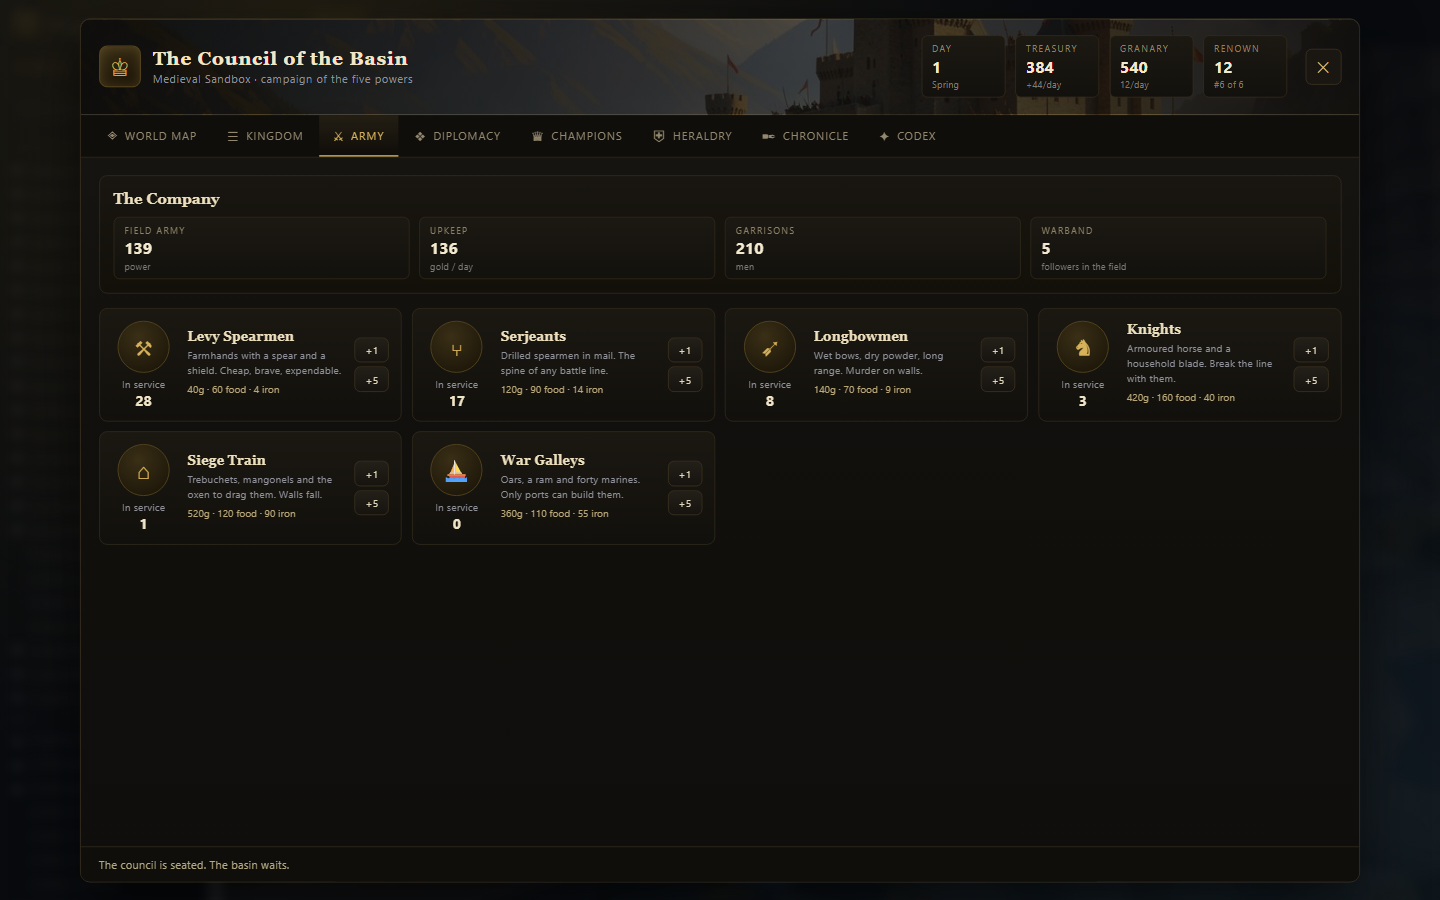 The Council of the Basin
Medieval Sandbox · campaign of the five powers
DAY
1
Spring
TREASURY
384
+44/day
GRANARY
540
12/day
RENOWN
12
#6 of 6
WORLD MAP
KINGDOM
ARMY
DIPLOMACY
CHAMPIONS
HERALDRY
CHRONICLE
CODEX
The Company
FIELD ARMY
139
power
UPKEEP
136
gold / day
GARRISONS
210
men
WARBAND
5
followers in the field
Levy Spearmen
Farmhands with a spear and a
shield. Cheap, brave, expendable.
40g · 60 food · 4 iron
In service
28
+1
+5
Serjeants
Drilled spearmen in mail. The
spine of any battle line.
120g · 90 food · 14 iron
In service
17
+1
+5
Longbowmen
Wet bows, dry powder, long
range. Murder on walls.
140g · 70 food · 9 iron
In service
8
+1
+5
Knights
Armoured horse and a
household blade. Break the line
with them.
420g · 160 food · 40 iron
In service
3
+1
+5
Siege Train
Trebuchets, mangonels and the
oxen to drag them. Walls fall.
520g · 120 food · 90 iron
In service
1
+1
+5
War Galleys
Oars, a ram and forty marines.
Only ports can build them.
360g · 110 food · 55 iron
In service
0
+1
+5
The council is seated. The basin waits.